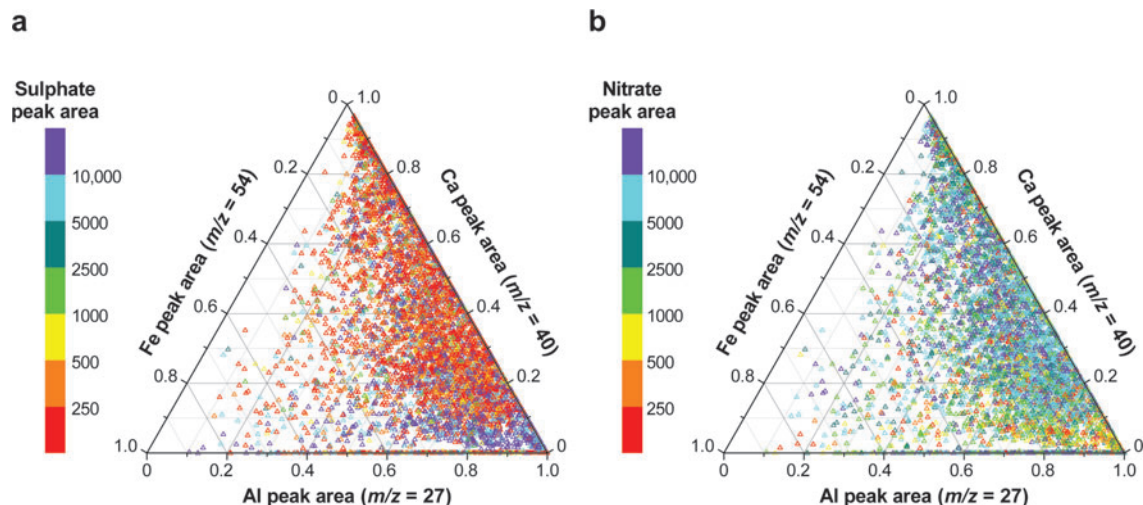 a
Sulphate
peak area
10,000
5000
2500
1000
500
250
0 1.0
0.2 0.8
0.4 0.6
0.6 0.4
0.8 0.2
1.0 0
0 0.2 0.4 0.6 0.8 1.0
Fe peak area (m/z = 54)
Ca peak area (m/z = 40)
Al peak area (m/z = 27)
b
Nitrate
peak area
10,000
5000
2500
1000
500
250
0 1.0
0.2 0.8
0.4 0.6
0.6 0.4
0.8 0.2
1.0 0
0 0.2 0.4 0.6 0.8 1.0
Fe peak area (m/z = 54)
Ca peak area (m/z = 40)
Al peak area (m/z = 27)